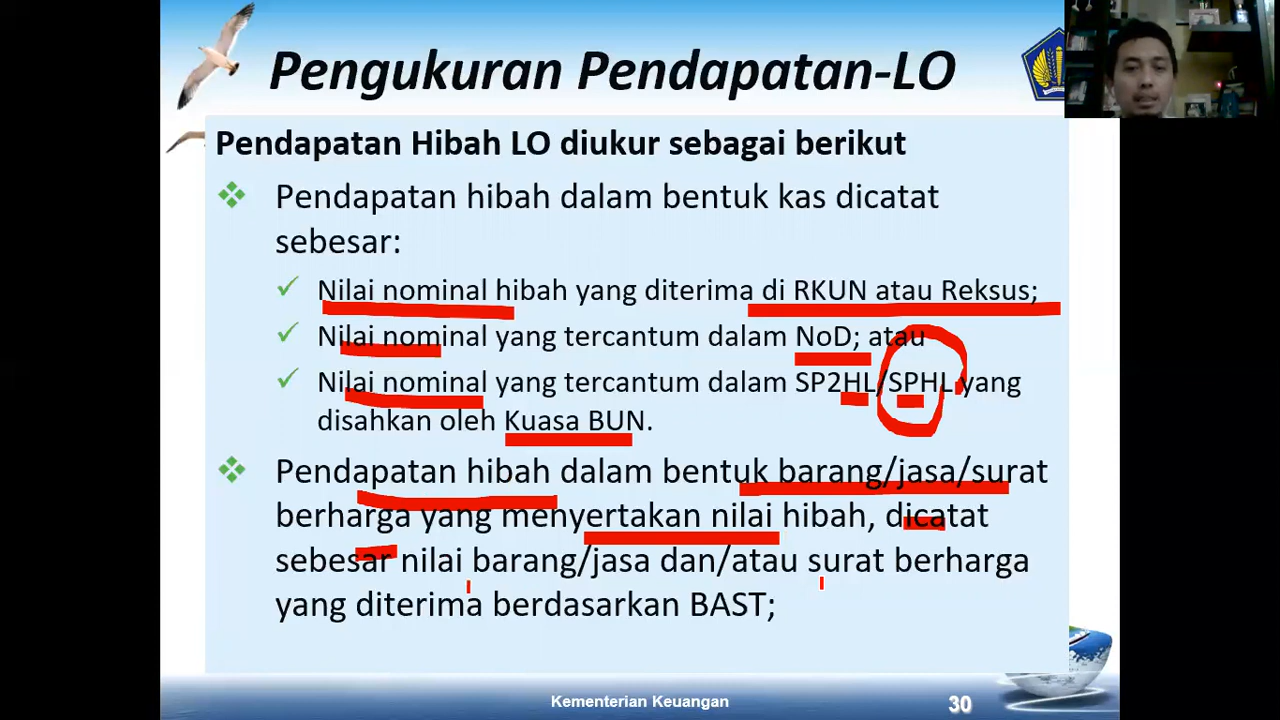 Pengukuran Pendapatan-LO
Pendapatan Hibah LO diukur sebagai berikut
Pendapatan hibah dalam bentuk kas dicatat
sebesar:
Nilai nominal hibah yang diterima di RKUN atau Reksus;
Nilai nominal yang tercantum dalam NoD; atau
Nilai nominal yang tercantum dalam SP2HL/SPHL yang
disahkan oleh Kuasa BUN.
Pendapatan hibah dalam bentuk barang/jasa/surat
berharga yang menyertakan nilai hibah, dicatat
sebesar nilai barang/jasa dan/atau surat berharga
yang diterima berdasarkan BAST;
Kementerian Keuangan
30